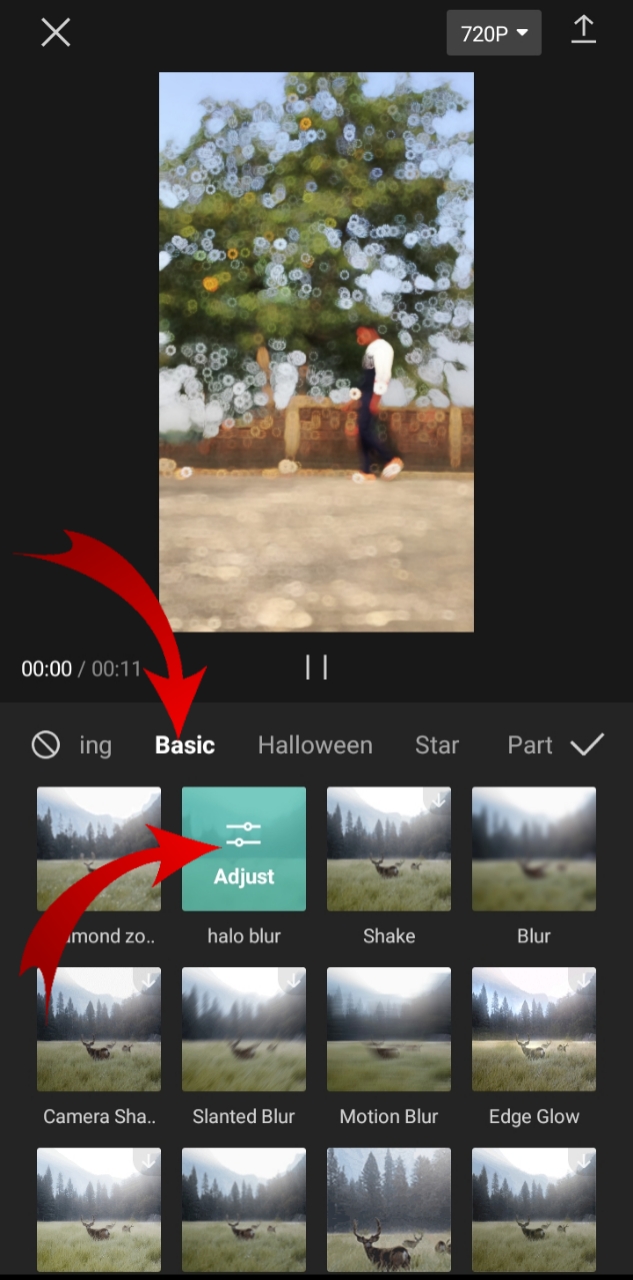 720P
00:00 / 00:11
ing Basic Halloween Star Part
Adjust
mond zo.. halo blur Shake Blur
Camera Sha.. Slanted Blur Motion Blur Edge Glow